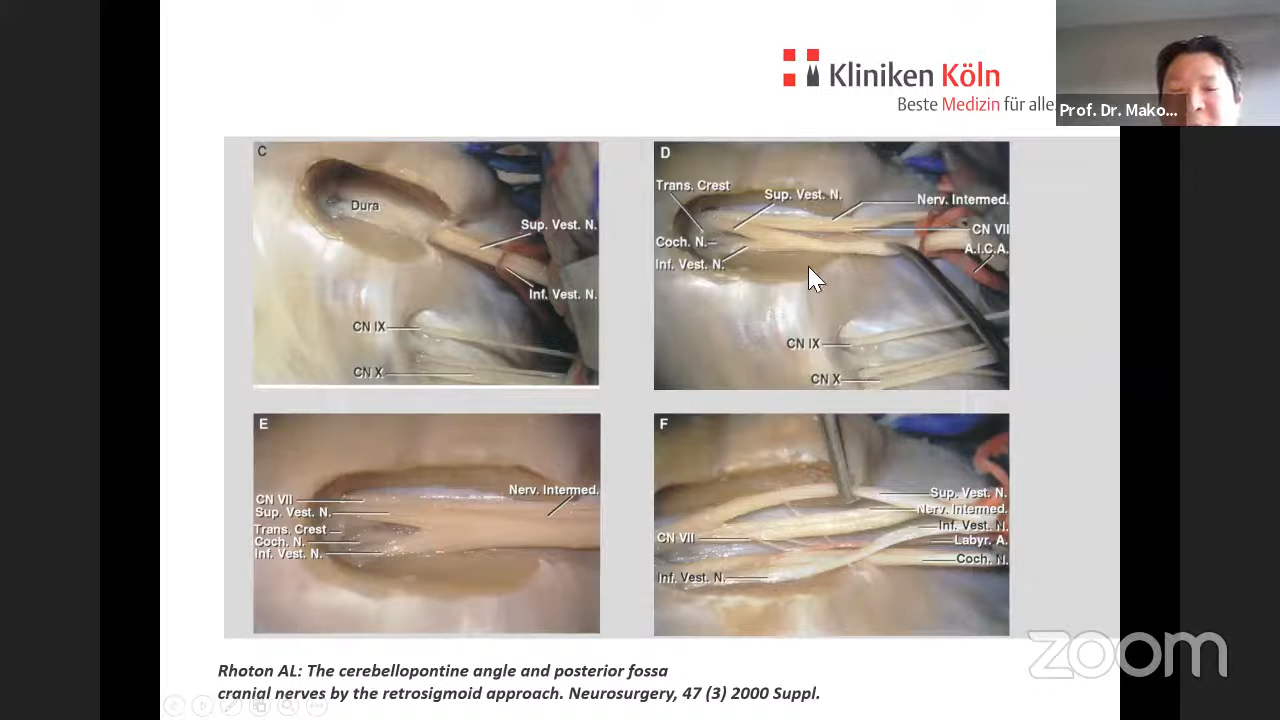 Kliniken Köln
Beste Medizin für alle
Prof. Dr. Mako...
C
Dura
Sup. Vest. N.
Inf. Vest. N.
CN IX
CN X
D
Trans. Crest
Sup. Vest. N.
Nerv. Intermed.
CN VII
Coch. N.
A.I.C.A.
Inf. Vest. N.
CN IX
CN X
E
Nerv. Intermed.
CN VII
Sup. Vest. N.
Trans. Crest
Coch. N.
Inf. Vest. N.
F
Sup. Vest. N.
Nerv. Intermed.
Inf. Vest. N.
CN VII
Labyr. A.
Coch. N.
Inf. Vest. N.
Rhoton AL: The cerebellopontine angle and posterior fossa
cranial nerves by the retrosigmoid approach. Neurosurgery, 47 (3) 2000 Suppl.
zoom